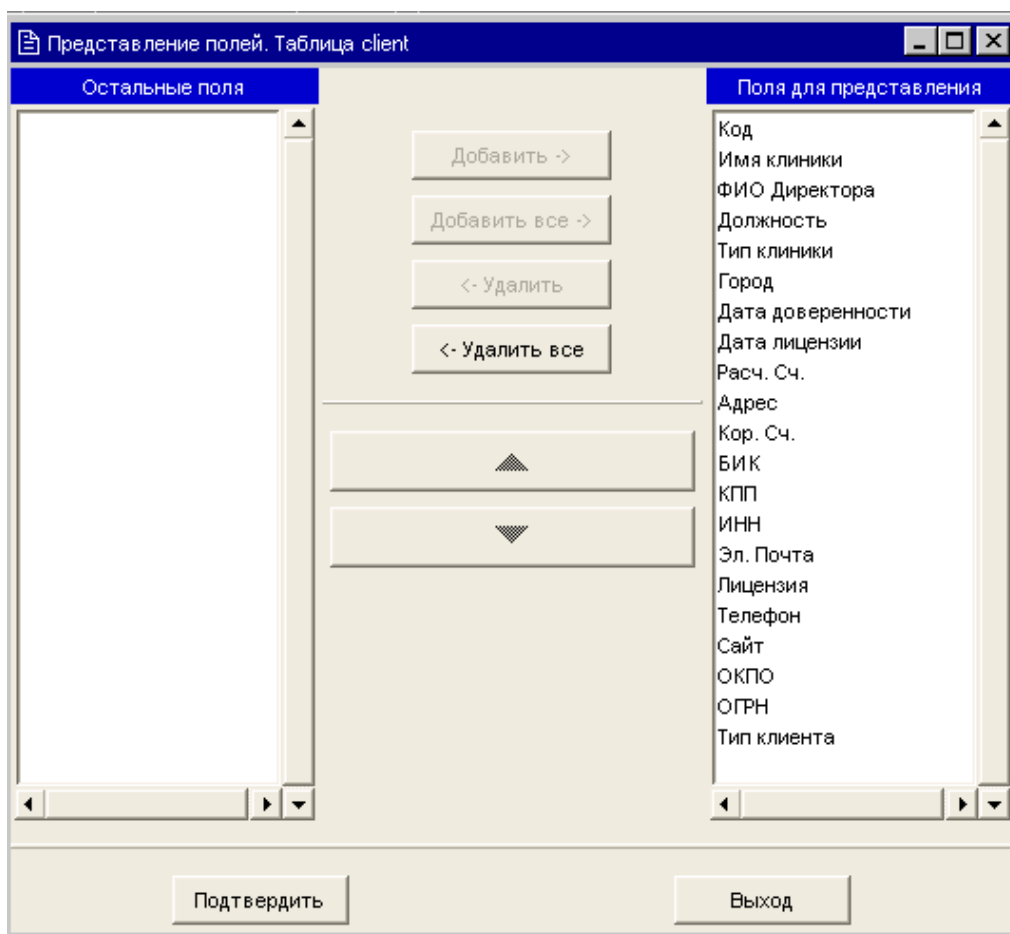 Представление полей. Таблица client
Остальные поля
Поля для представления
Добавить ->
Добавить все ->
<- Удалить
<- Удалить все
Код
Имя клиники
ФИО Директора
Должность
Тип клиники
Город
Дата доверенности
Дата лицензии
Расч. Сч.
Адрес
Кор. Сч.
БИК
КПП
ИНН
Эл. Почта
Лицензия
Телефон
Сайт
ОКПО
ОГРН
Тип клиента
Подтвердить
Выход